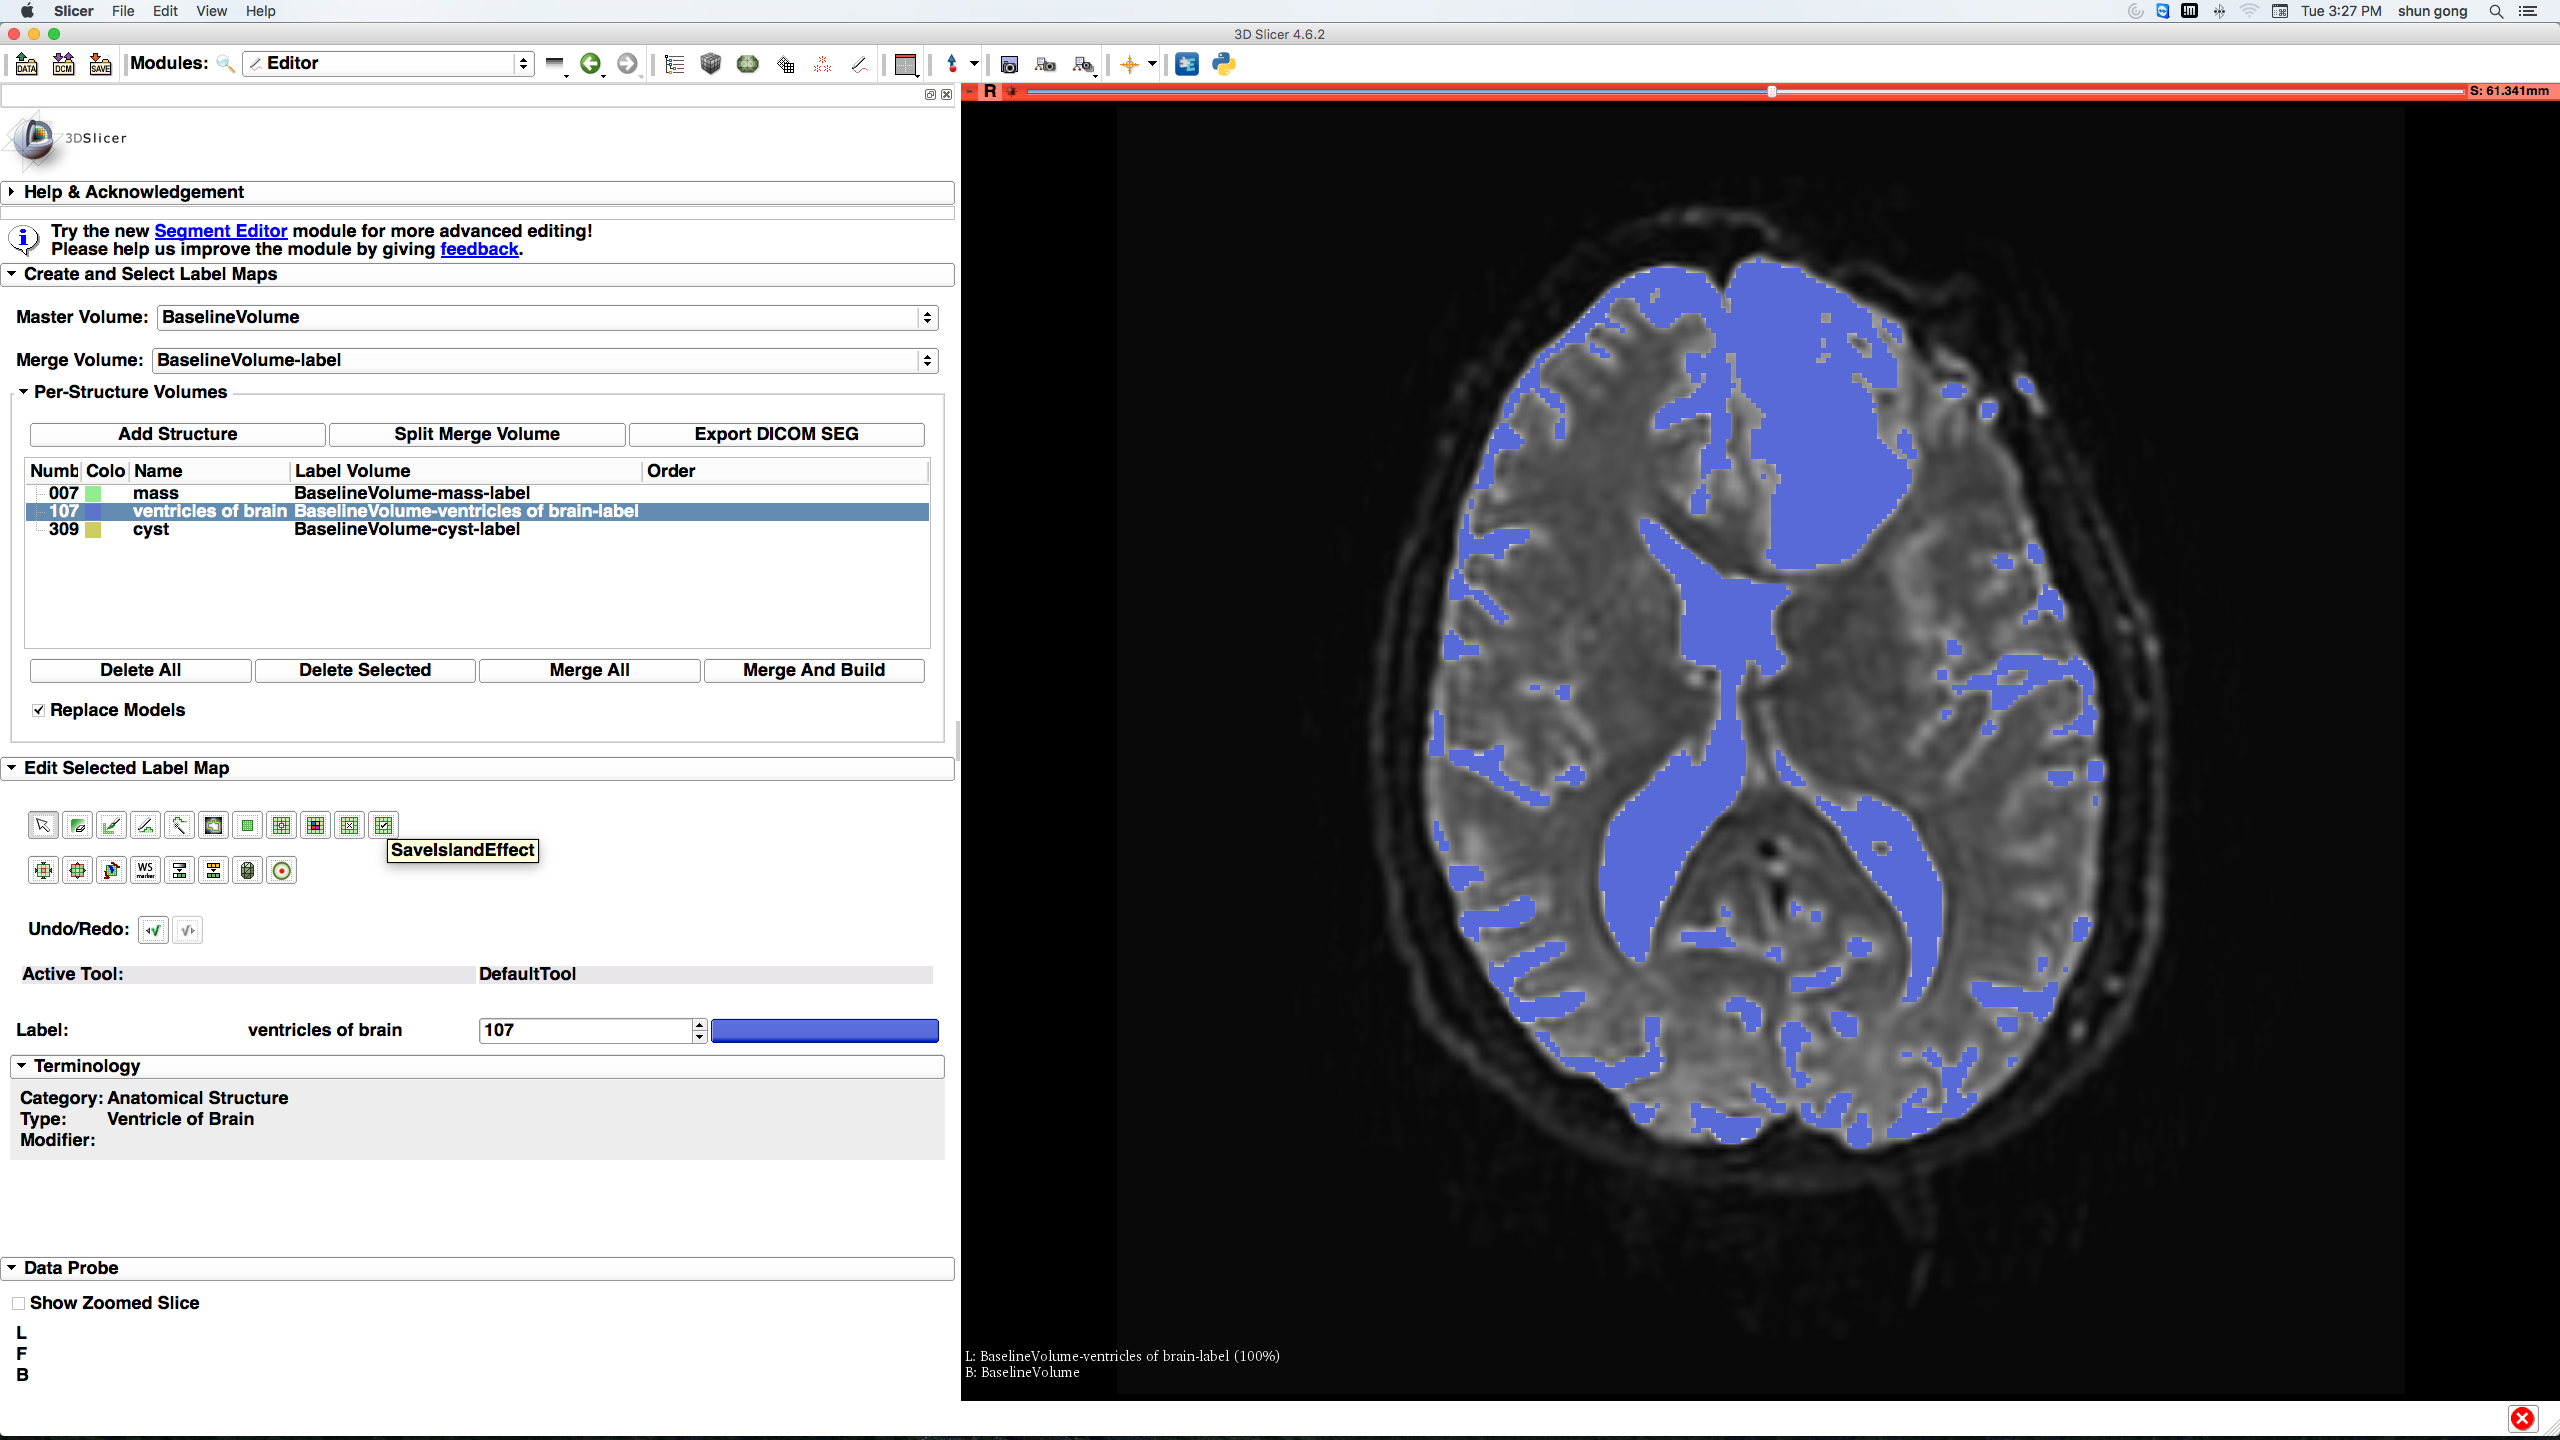 Slicer File Edit View Help Tue 3:27 PM shun gong
3D Slicer 4.6.2
DATA DCM SAVE Modules: Editor
R S: 61.341mm
3DSlicer
Help & Acknowledgement
Try the new Segment Editor module for more advanced editing!
Please help us improve the module by giving feedback.
Create and Select Label Maps
Master Volume: BaselineVolume
Merge Volume: BaselineVolume-label
Per-Structure Volumes
Add Structure Split Merge Volume Export DICOM SEG
Numb Colo Name Label Volume Order
007 mass BaselineVolume-mass-label
107 ventricles of brain BaselineVolume-ventricles of brain-label
309 cyst BaselineVolume-cyst-label
Delete All Delete Selected Merge All Merge And Build
Replace Models
Edit Selected Label Map
SaveIslandEffect
WS
marker
Undo/Redo:
Active Tool: DefaultTool
Label: ventricles of brain 107
Terminology
Category: Anatomical Structure
Type: Ventricle of Brain
Modifier:
Data Probe
Show Zoomed Slice
L
F
B
L: BaselineVolume-ventricles of brain-label (100%)
B: BaselineVolume